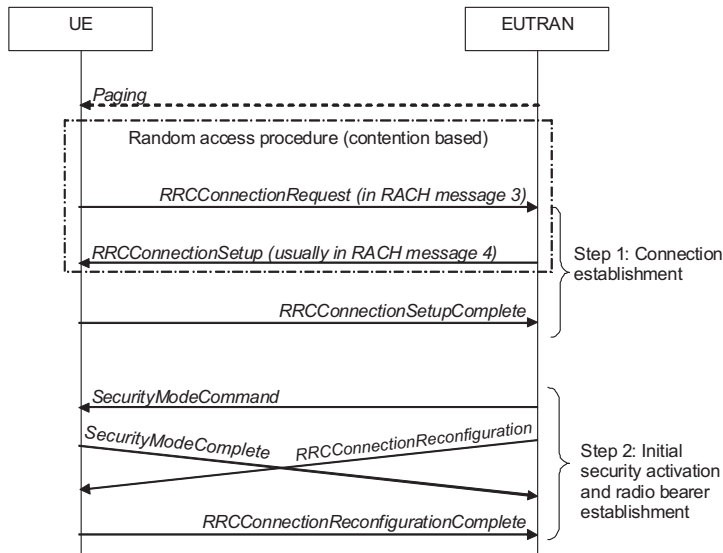 UE
EUTRAN
Paging
Random access procedure (contention based)
RRCConnectionRequest (in RACH message 3)
RRCConnectionSetup (usually in RACH message 4)
Step 1: Connection
establishment
RRCConnectionSetupComplete
SecurityModeCommand
SecurityModeComplete
RRCConnectionReconfiguration
Step 2: Initial
security activation
and radio bearer
establishment
RRCConnectionReconfigurationComplete